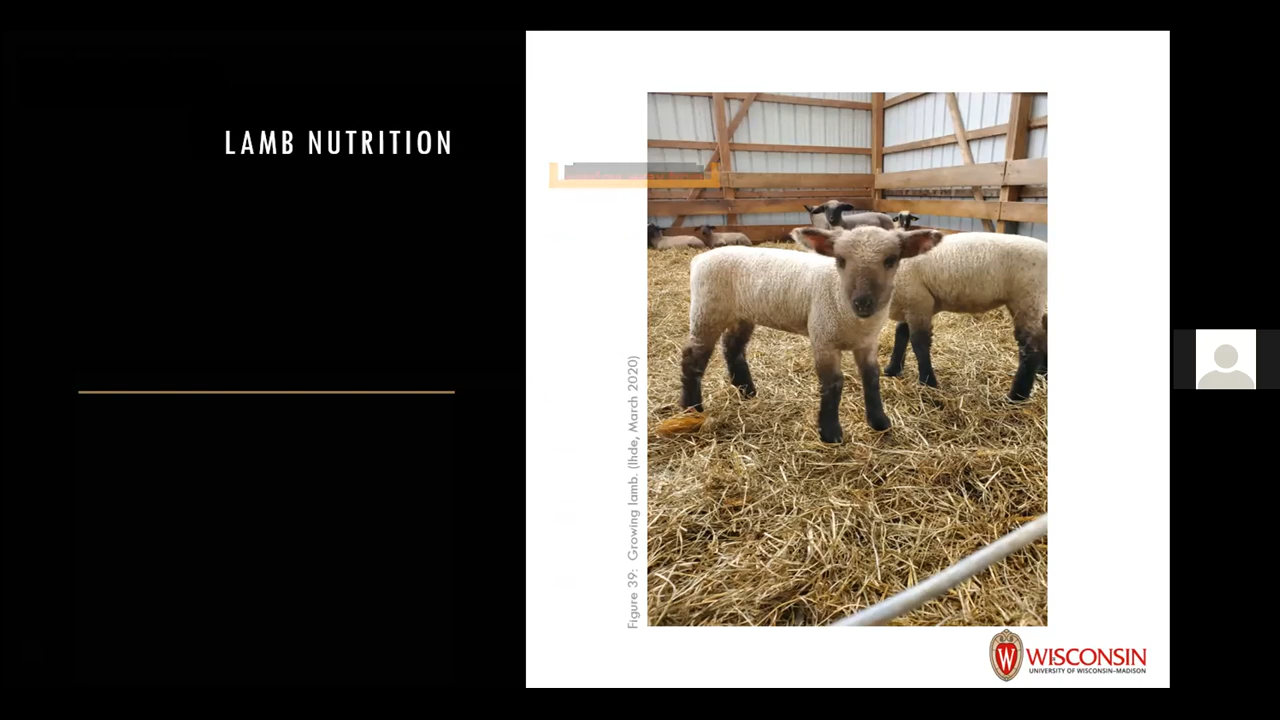 LAMB NUTRITION
Figure 39: Growing lamb. (Ihde, March 2020)
W
WISCONSIN
UNIVERSITY OF WISCONSIN–MADISON